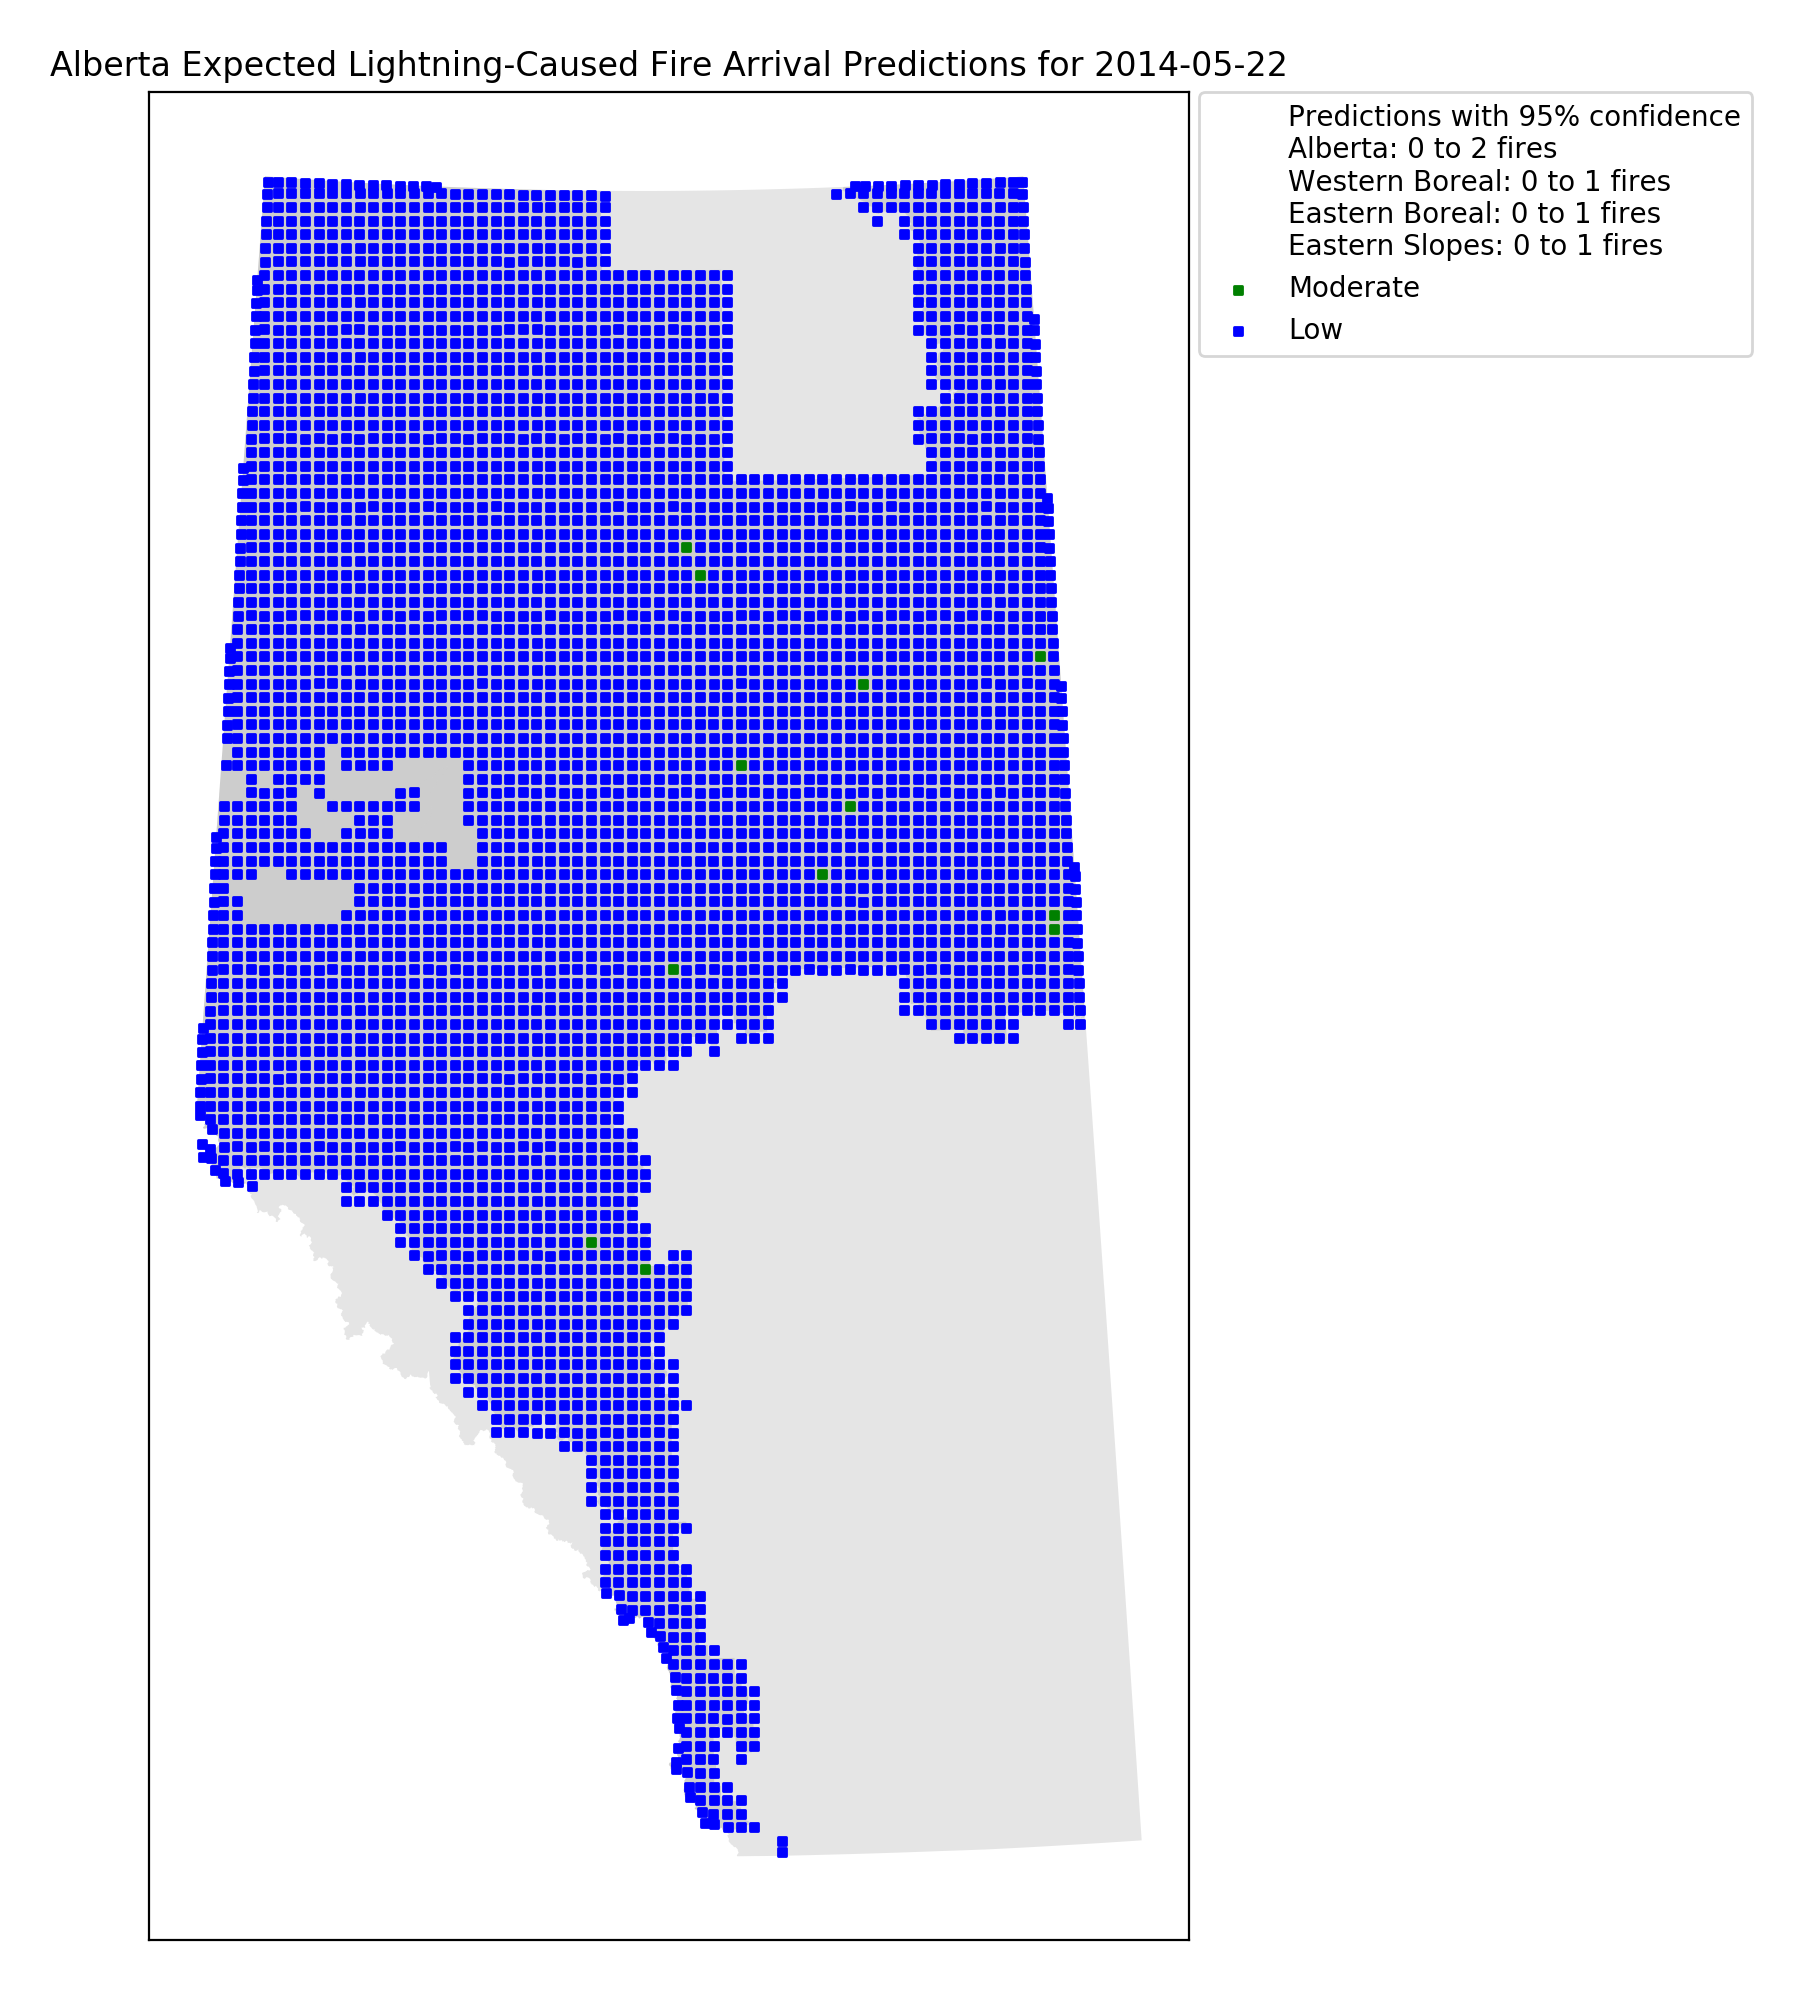 Alberta Expected Lightning-Caused Fire Arrival Predictions for 2014-05-22
Predictions with 95% confidence
Alberta: 0 to 2 fires
Western Boreal: 0 to 1 fires
Eastern Boreal: 0 to 1 fires
Eastern Slopes: 0 to 1 fires
Moderate
Low